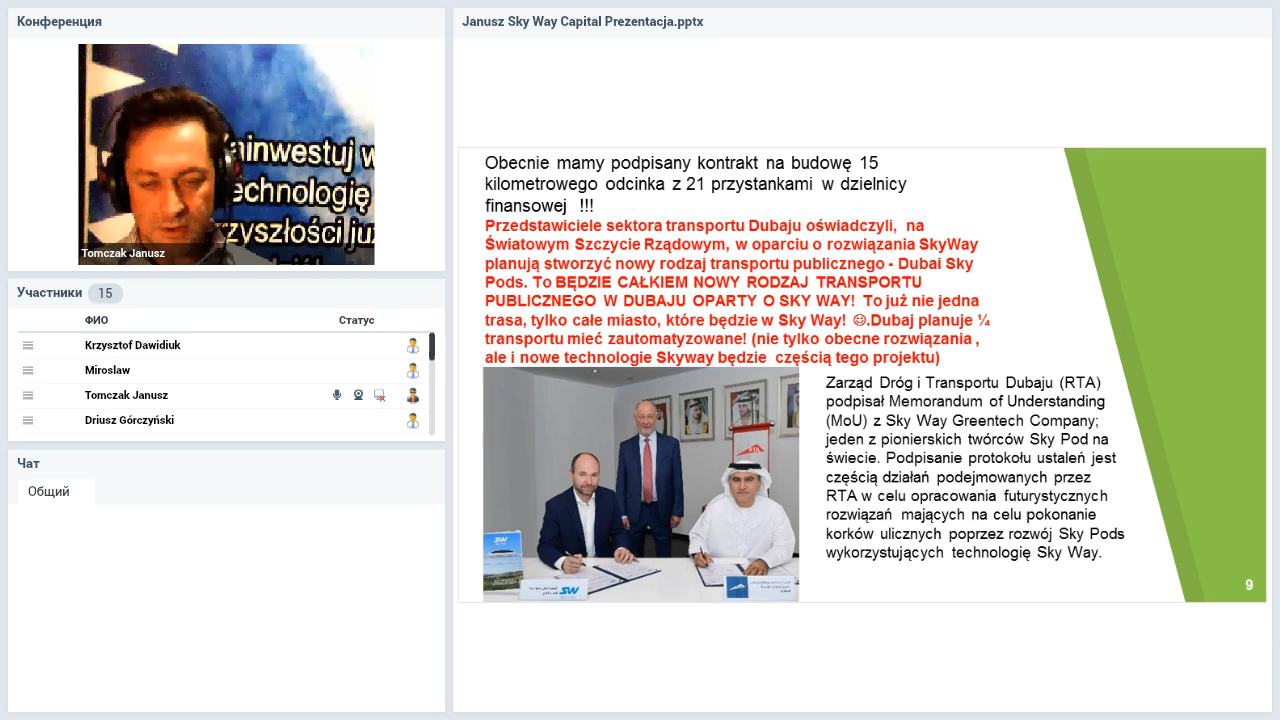 Конференция
ainwestuj w
echnologię
rzyszłości już
Tomczak Janusz
Участники 15
ФИО Статус
Krzysztof Dawidiuk
Miroslaw
Tomczak Janusz
Driusz Górczyński
Чат
Общий
Janusz Sky Way Capital Prezentacja.pptx
Obecnie mamy podpisany kontrakt na budowę 15
kilometrowego odcinka z 21 przystankami w dzielnicy
finansowej !!!
Przedstawiciele sektora transportu Dubaju oświadczyli, na
Światowym Szczycie Rządowym, w oparciu o rozwiązania SkyWay
planują stworzyć nowy rodzaj transportu publicznego - Dubai Sky
Pods. To BĘDZIE CAŁKIEM NOWY RODZAJ TRANSPORTU
PUBLICZNEGO W DUBAJU OPARTY O SKY WAY! To już nie jedna
trasa, tylko całe miasto, które będzie w Sky Way! ☺.Dubaj planuje ¼
transportu mieć zautomatyzowane! (nie tylko obecne rozwiązania ,
ale i nowe technologie Skyway będzie częścią tego projektu)
RTA
SW
SW
Zarząd Dróg i Transportu Dubaju (RTA)
podpisał Memorandum of Understanding
(MoU) z Sky Way Greentech Company;
jeden z pionierskich twórców Sky Pod na
świecie. Podpisanie protokołu ustaleń jest
częścią działań podejmowanych przez
RTA w celu opracowania futurystycznych
rozwiązań mających na celu pokonanie
korków ulicznych poprzez rozwój Sky Pods
wykorzystujących technologię Sky Way.
9